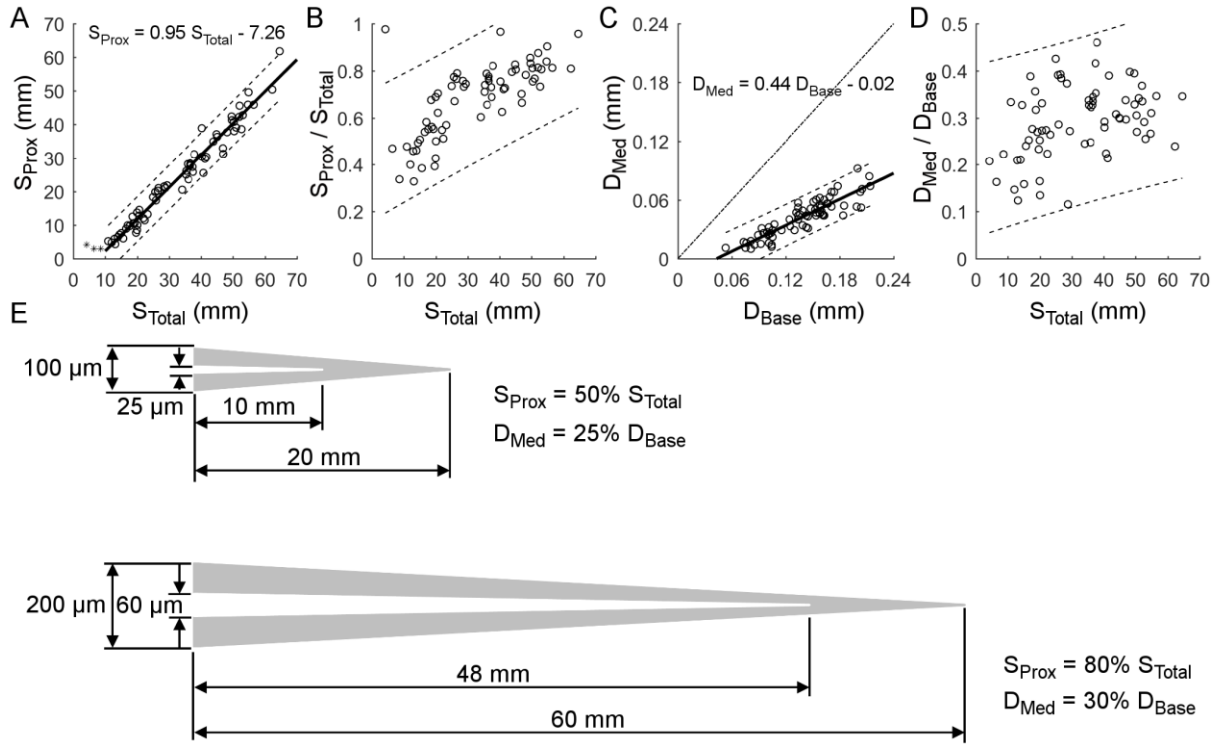 A
70
60
50
40
30
20
10
0
0 10 20 30 40 50 60 70
S_Prox (mm)
S_Total (mm)
S_Prox = 0.95 S_Total - 7.26
B
1
0.8
0.6
0.4
0.2
0
0 10 20 30 40 50 60 70
S_Prox / S_Total
S_Total (mm)
C
0.24
0.18
0.12
0.06
0
0 0.06 0.12 0.18 0.24
D_Med (mm)
D_Base (mm)
D_Med = 0.44 D_Base - 0.02
D
0.5
0.4
0.3
0.2
0.1
0
0 10 20 30 40 50 60 70
D_Med / D_Base
S_Total (mm)
E
100 μm
25 μm
10 mm
20 mm
S_Prox = 50% S_Total
D_Med = 25% D_Base
200 μm
60 μm
48 mm
60 mm
S_Prox = 80% S_Total
D_Med = 30% D_Base